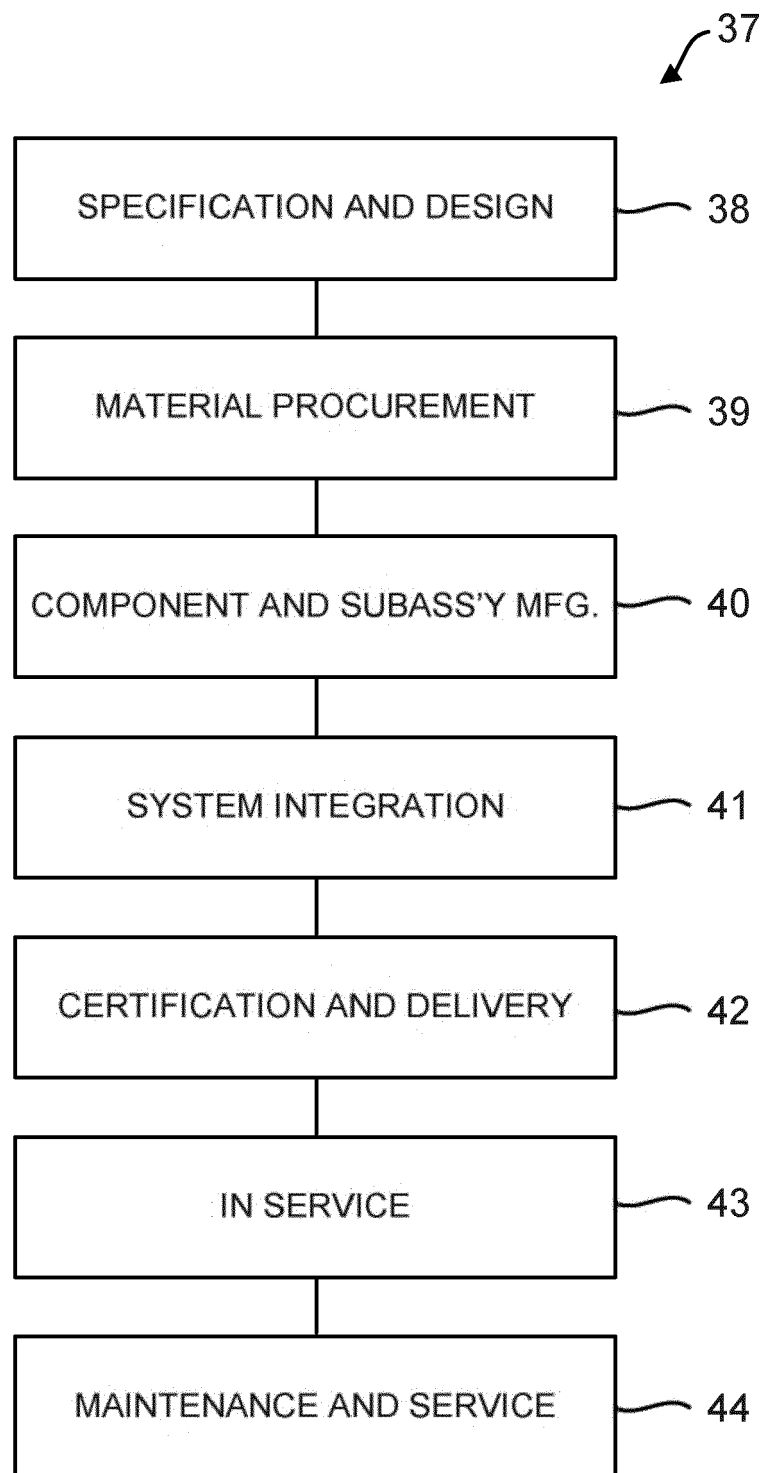 37
SPECIFICATION AND DESIGN 38
MATERIAL PROCUREMENT 39
COMPONENT AND SUBASS'Y MFG. 40
SYSTEM INTEGRATION 41
CERTIFICATION AND DELIVERY 42
IN SERVICE 43
MAINTENANCE AND SERVICE 44